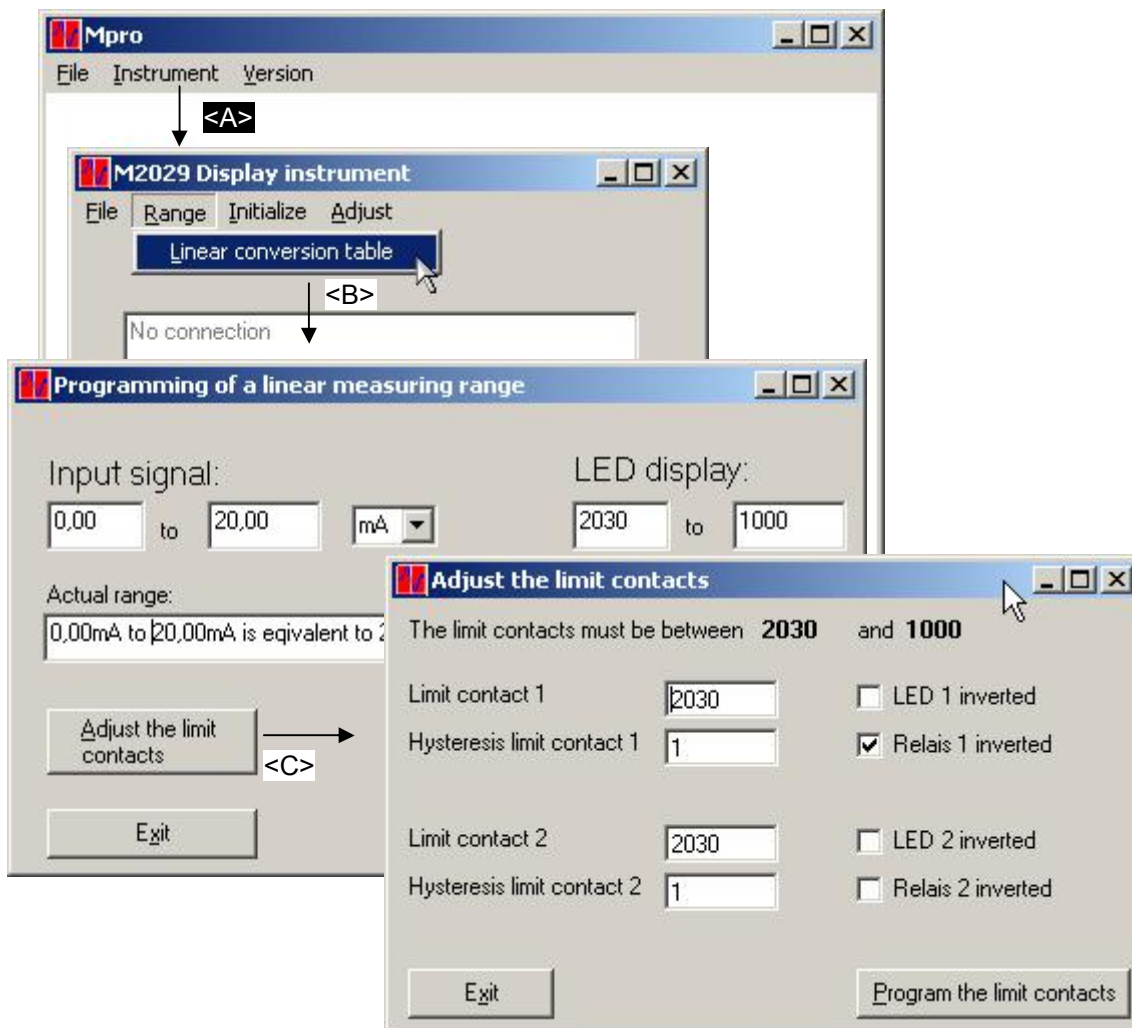 Mpro
File Instrument Version
<A>
M2029 Display instrument
File Range Initialize Adjust
Linear conversion table
<B>
No connection
Programming of a linear measuring range
Input signal:
LED display:
0,00 to 20,00 mA
2030 to 1000
Actual range:
0,00mA to 20,00mA is eqivalent to 2
Adjust the limit
contacts
<C>
Exit
Adjust the limit contacts
The limit contacts must be between 2030 and 1000
Limit contact 1 2030 LED 1 inverted
Hysteresis limit contact 1 1 Relais 1 inverted
Limit contact 2 2030 LED 2 inverted
Hysteresis limit contact 2 1 Relais 2 inverted
Exit
Program the limit contacts